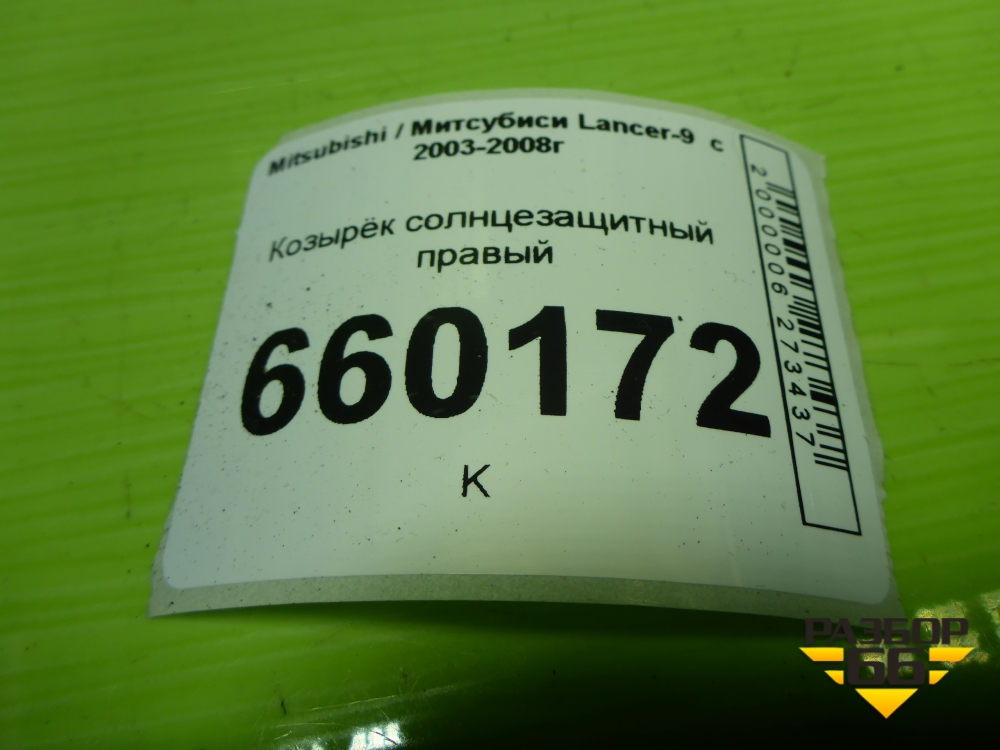 Mitsubishi / Митсубиси Lancer-9 с
2003-2008г
Козырёк солнцезащитный
правый
660172
К
2000006273437
РАЗБОР
66